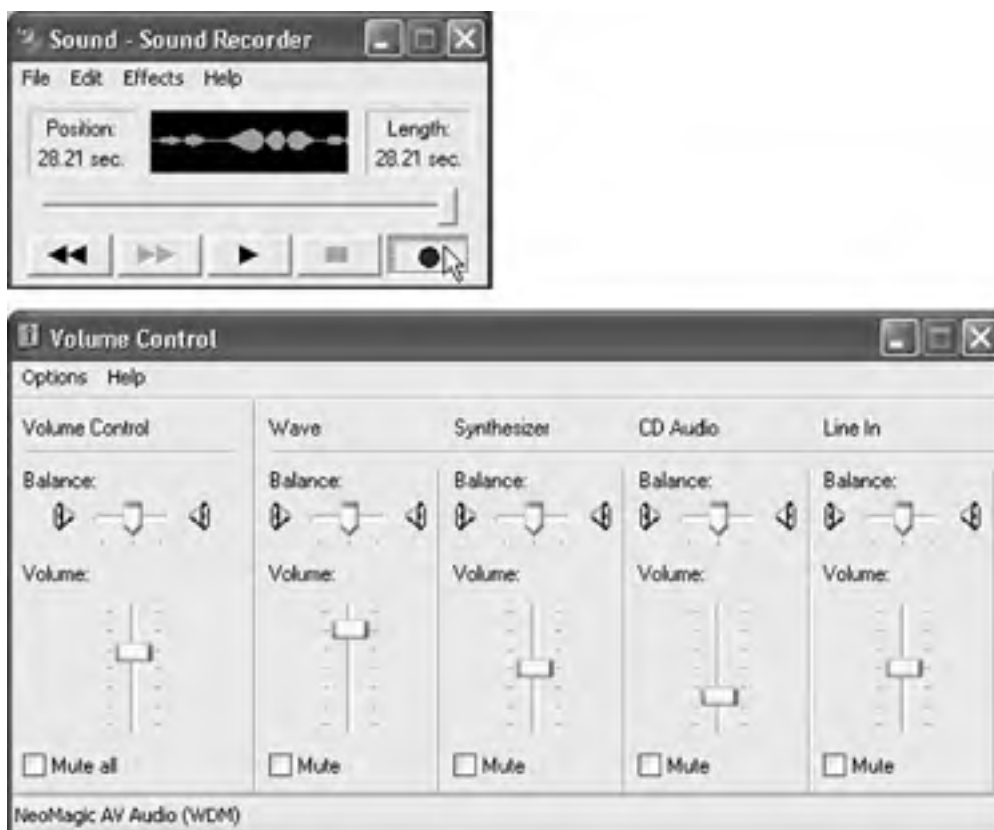 Sound - Sound Recorder
File Edit Effects Help
Position:
28.21 sec.
Length:
28.21 sec.
Volume Control
Options Help
Volume Control Wave Synthesizer CD Audio Line In
Balance: Balance: Balance: Balance: Balance:
Volume: Volume: Volume: Volume: Volume:
Mute all Mute Mute Mute Mute
NeoMagic AV Audio (WDM)